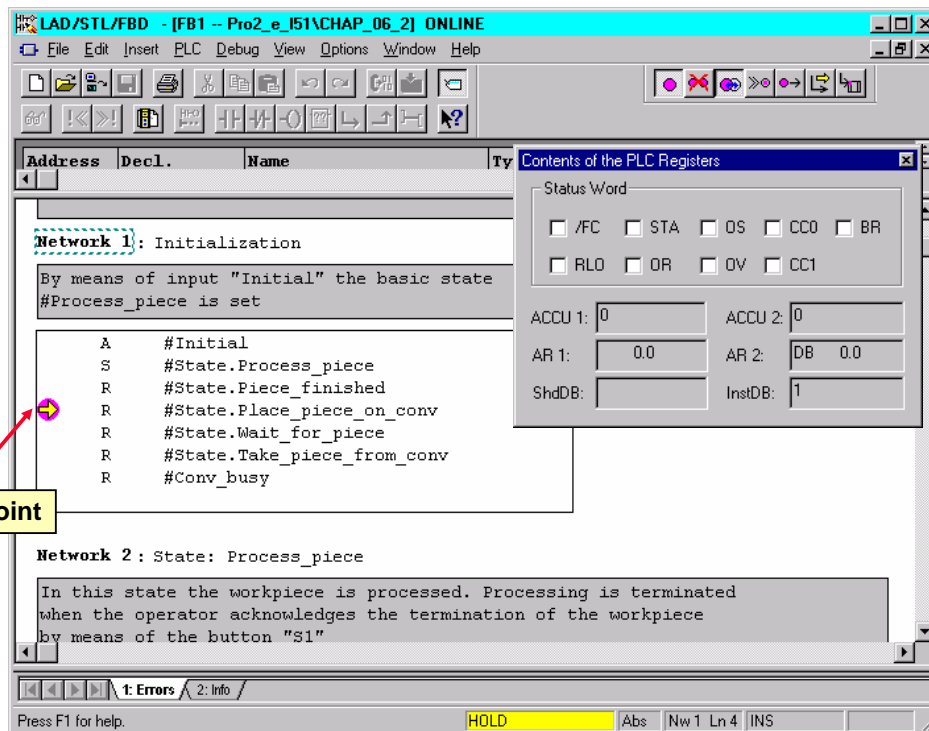 LAD/STL/FBD - [FB1 -- Pro2_e_I51\CHAP_06_2] ONLINE
File Edit Insert PLC Debug View Options Window Help
Address Decl. Name Ty
Contents of the PLC Registers
Status Word
/FC STA OS CC0 BR
RLO OR OV CC1
ACCU 1: 0 ACCU 2: 0
AR 1: 0.0 AR 2: DB 0.0
ShdDB: InstDB: 1
Network 1: Initialization
By means of input "Initial" the basic state
#Process_piece is set
A #Initial
S #State.Process_piece
R #State.Piece_finished
R #State.Place_piece_on_conv
R #State.Wait_for_piece
R #State.Take_piece_from_conv
R #Conv_busy
oint
Network 2 : State: Process_piece
In this state the workpiece is processed. Processing is terminated
when the operator acknowledges the termination of the workpiece
by means of the button "S1"
1: Errors 2: Info
Press F1 for help. HOLD Abs Nw 1 Ln 4 INS